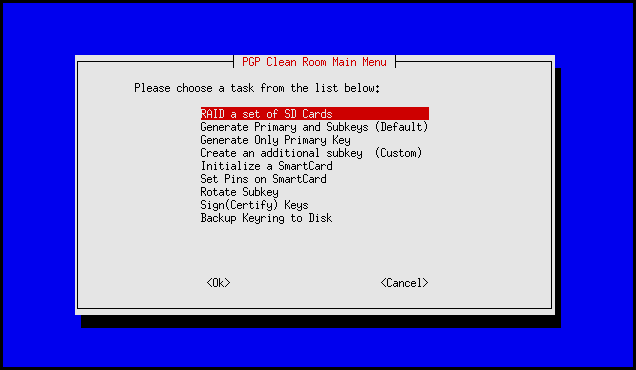 PGP Clean Room Main Menu
Please choose a task from the list below:
RAID a set of SD Cards
Generate Primary and Subkeys (Default)
Generate Only Primary Key
Create an additional subkey  (Custom)
Initialize a SmartCard
Set Pins on SmartCard
Rotate Subkey
Sign(Certify) Keys
Backup Keyring to Disk
<Ok> <Cancel>